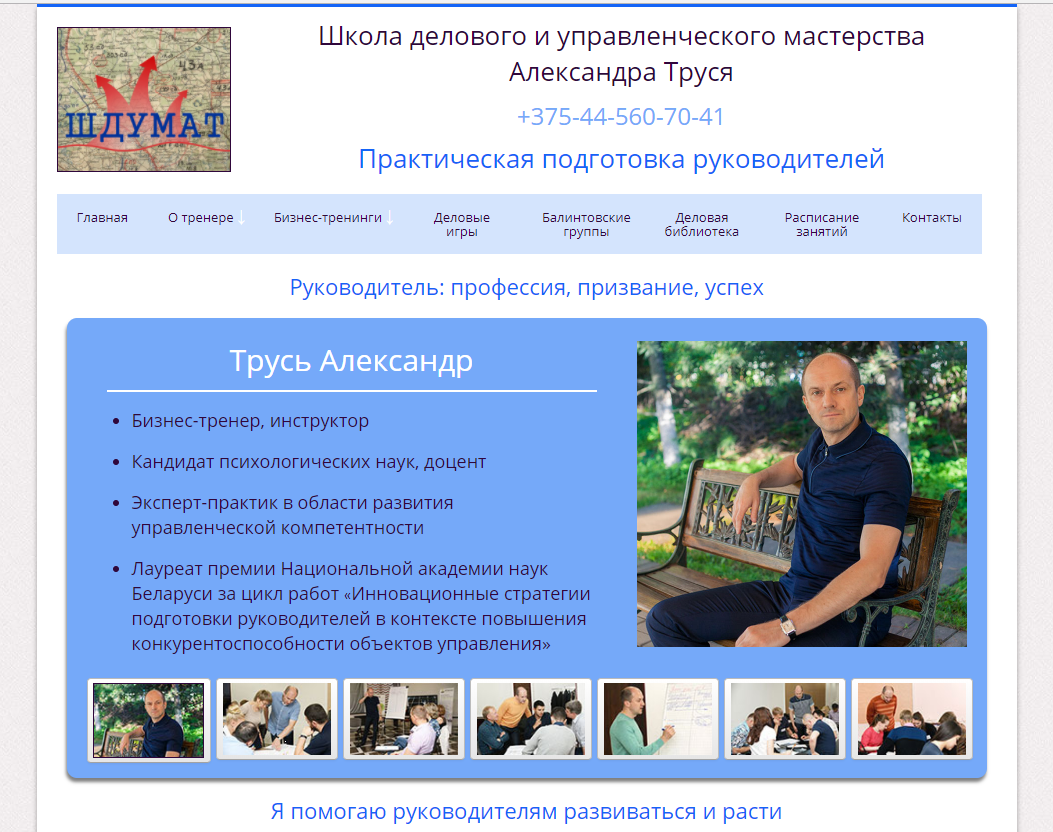 Школа делового и управленческого мастерства
Александра Труся
+375-44-560-70-41
Практическая подготовка руководителей
43А
ШДУМАТ
Главная
О тренере ↓
Бизнес-тренинги ↓
Деловые
игры
Балинтовские
группы
Деловая
библиотека
Расписание
занятий
Контакты
Руководитель: профессия, призвание, успех
Трусь Александр
• Бизнес-тренер, инструктор
• Кандидат психологических наук, доцент
• Эксперт-практик в области развития
управленческой компетентности
• Лауреат премии Национальной академии наук
Беларуси за цикл работ «Инновационные стратегии
подготовки руководителей в контексте повышения
конкурентоспособности объектов управления»
Я помогаю руководителям развиваться и расти